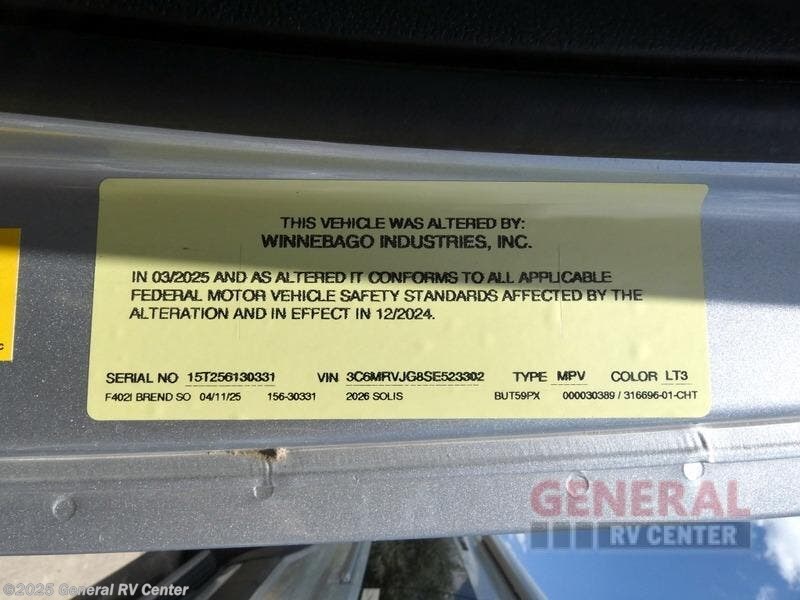 THIS VEHICLE WAS ALTERED BY:
WINNEBAGO INDUSTRIES, INC.
IN 03/2025 AND AS ALTERED IT CONFORMS TO ALL APPLICABLE
FEDERAL MOTOR VEHICLE SAFETY STANDARDS AFFECTED BY THE
ALTERATION AND IN EFFECT IN 12/2024.
SERIAL NO 15T256130331 VIN 3C6MRVJG8SE523302 TYPE MPV COLOR LT3
F402I BREND SO 04/11/25 156-30331 2026 SOLIS BUT59PX 000030389 / 316696-01-CHT
GENERAL
RV CENTER
©2025 General RV Center